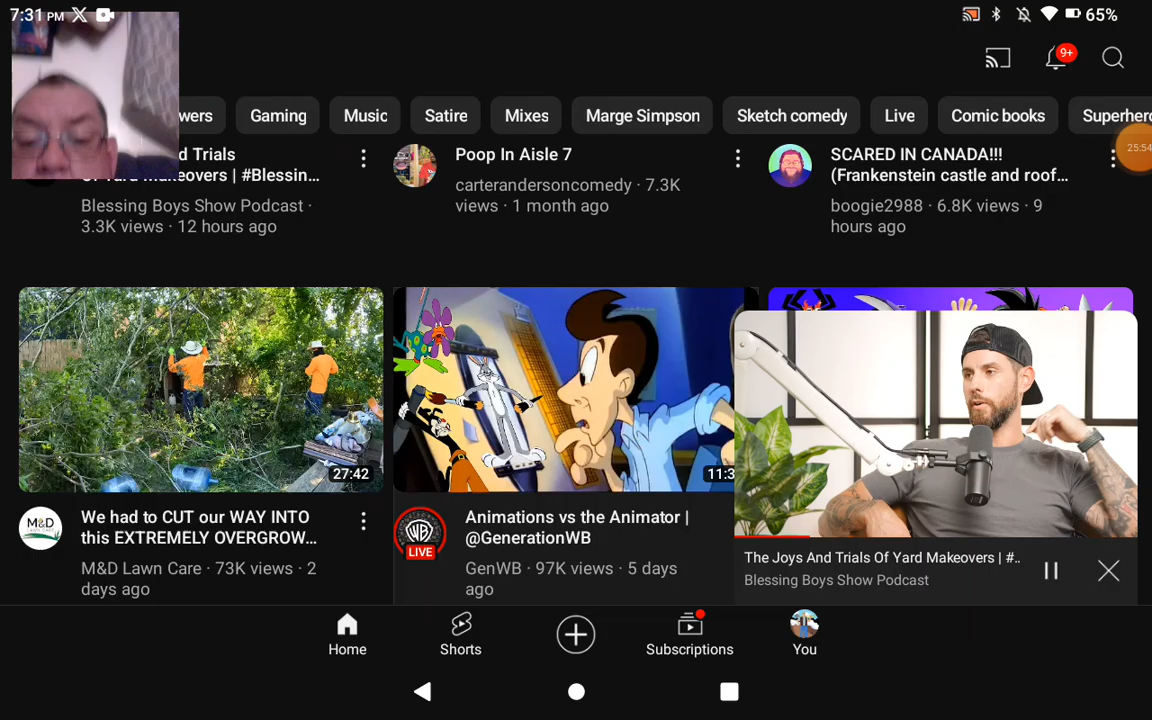 7:31 PM
65%
9+
wers
Gaming
Music
Satire
Mixes
Marge Simpson
Sketch comedy
Live
Comic books
Superhero
25:54
d Trials
Of Yard Makeovers | #Blessin...
Blessing Boys Show Podcast ·
3.3K views · 12 hours ago
Poop In Aisle 7
carterandersoncomedy · 7.3K
views · 1 month ago
SCARED IN CANADA!!!
(Frankenstein castle and roof...
boogie2988 · 6.8K views · 9
hours ago
27:42
11:3
M&D
We had to CUT our WAY INTO
this EXTREMELY OVERGROW...
M&D Lawn Care · 73K views · 2
days ago
LIVE
Animations vs the Animator |
@GenerationWB
GenWB · 97K views · 5 days
ago
The Joys And Trials Of Yard Makeovers | #..
Blessing Boys Show Podcast
Home
Shorts
Subscriptions
You